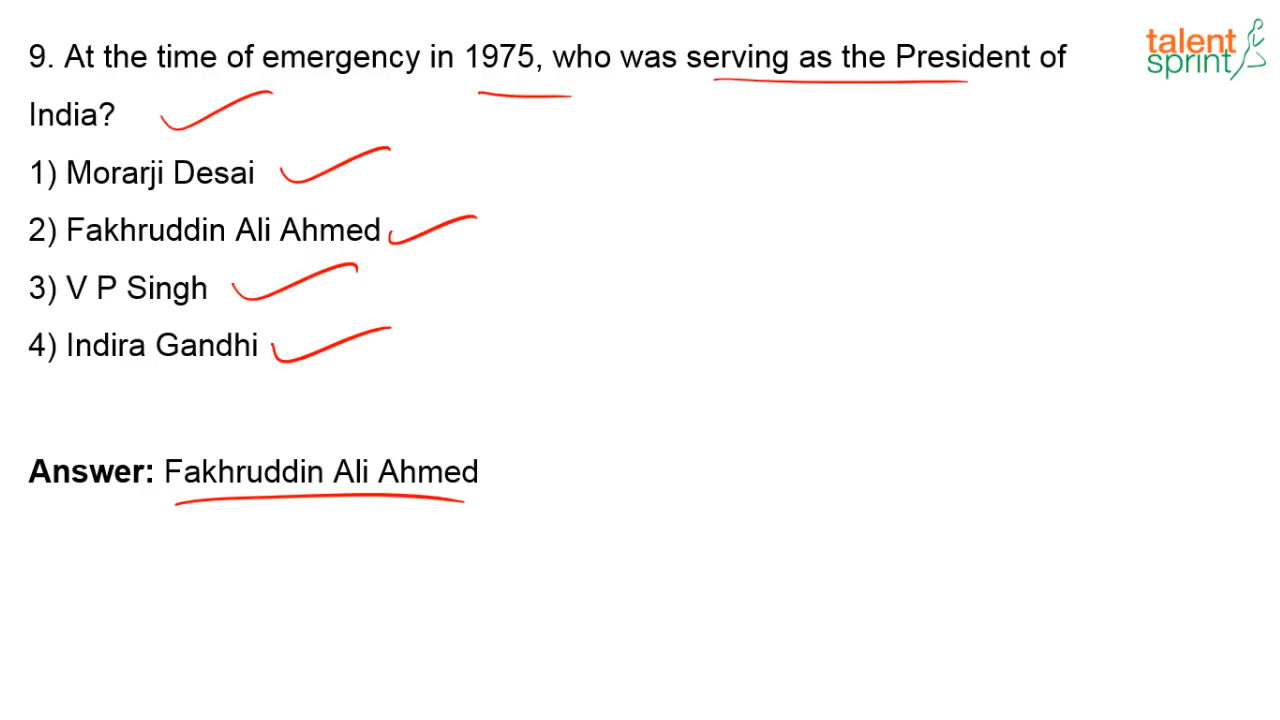 9. At the time of emergency in 1975, who was serving as the President of
India?
1) Morarji Desai
2) Fakhruddin Ali Ahmed
3) V P Singh
4) Indira Gandhi
Answer: Fakhruddin Ali Ahmed
talent
sprint